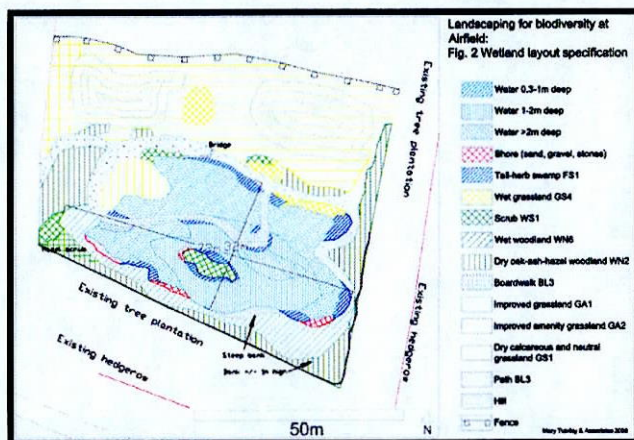 Landscaping for biodiversity at
Airfield:
Fig. 2 Wetland layout specification
Water 0.3-1m deep
Water 1-2m deep
Water >2m deep
Shore (sand, gravel, stones)
Tall-herb swamp FS1
Wet grassland GS4
Scrub WS1
Wet woodland WN6
Dry oak-ash-hazel woodland WN2
Boardwalk BL3
Improved grassland GA1
Improved amenity grassland GA2
Dry calcareous and neutral
grassland GS1
Path BL3
Hill
Fence
Bridge
Existing tree plantation
Existing hedgerow
Existing tree plantation
Existing hedgerow
Steep bank
50m
N